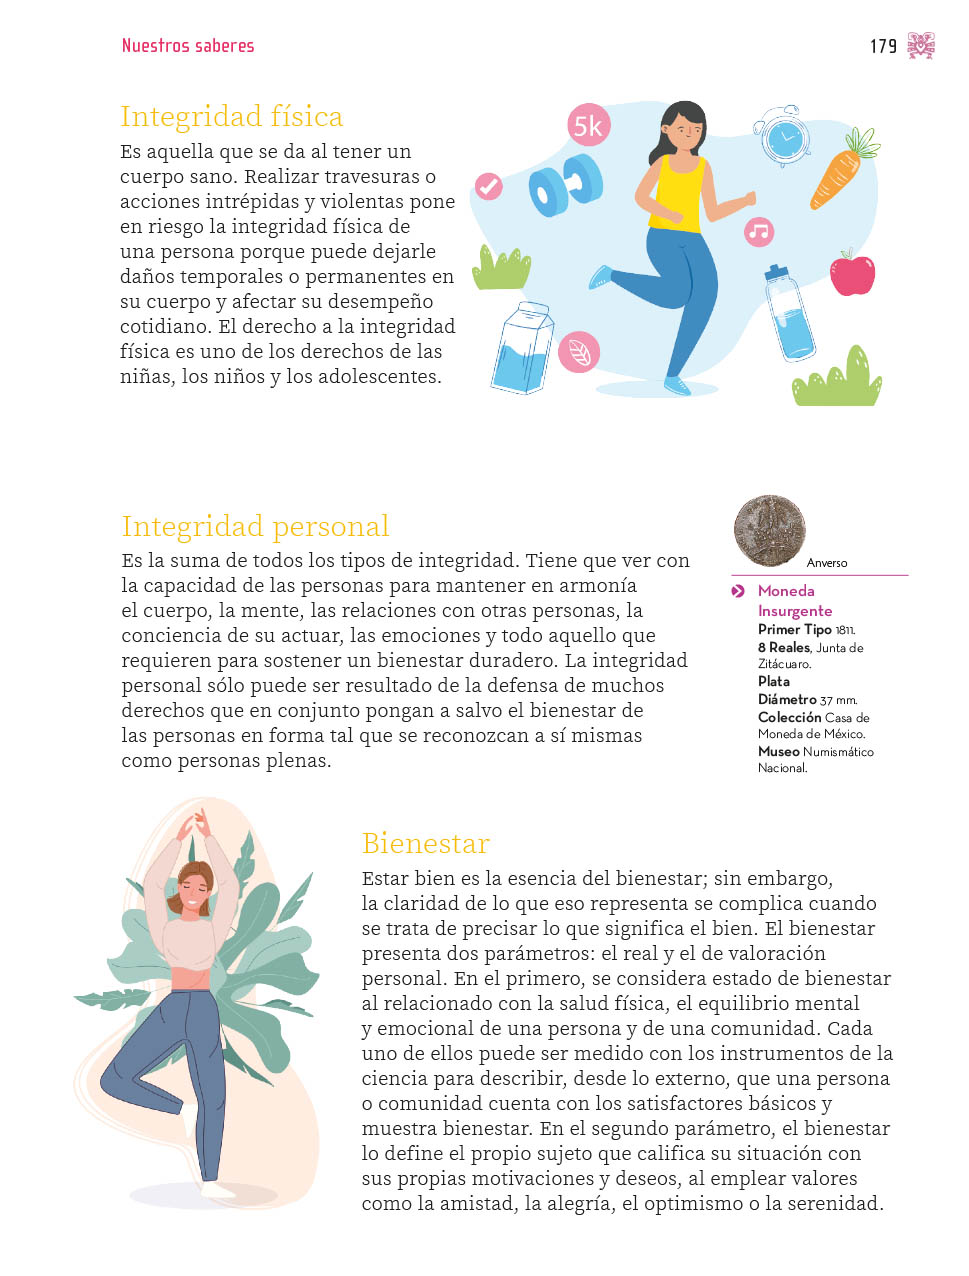 Nuestros saberes
179
Integridad física
Es aquella que se da al tener un
cuerpo sano. Realizar travesuras o
acciones intrépidas y violentas pone
en riesgo la integridad física de
una persona porque puede dejarle
daños temporales o permanentes en
su cuerpo y afectar su desempeño
cotidiano. El derecho a la integridad
física es uno de los derechos de las
niñas, los niños y los adolescentes.
5k
Integridad personal
Es la suma de todos los tipos de integridad. Tiene que ver con
la capacidad de las personas para mantener en armonía
el cuerpo, la mente, las relaciones con otras personas, la
conciencia de su actuar, las emociones y todo aquello que
requieren para sostener un bienestar duradero. La integridad
personal sólo puede ser resultado de la defensa de muchos
derechos que en conjunto pongan a salvo el bienestar de
las personas en forma tal que se reconozcan a sí mismas
como personas plenas.
Anverso
Moneda
Insurgente
Primer Tipo 1811.
8 Reales, Junta de
Zitácuaro.
Plata
Diámetro 37 mm.
Colección Casa de
Moneda de México.
Museo Numismático
Nacional.
Bienestar
Estar bien es la esencia del bienestar; sin embargo,
la claridad de lo que eso representa se complica cuando
se trata de precisar lo que significa el bien. El bienestar
presenta dos parámetros: el real y el de valoración
personal. En el primero, se considera estado de bienestar
al relacionado con la salud física, el equilibrio mental
y emocional de una persona y de una comunidad. Cada
uno de ellos puede ser medido con los instrumentos de la
ciencia para describir, desde lo externo, que una persona
o comunidad cuenta con los satisfactores básicos y
muestra bienestar. En el segundo parámetro, el bienestar
lo define el propio sujeto que califica su situación con
sus propias motivaciones y deseos, al emplear valores
como la amistad, la alegría, el optimismo o la serenidad.